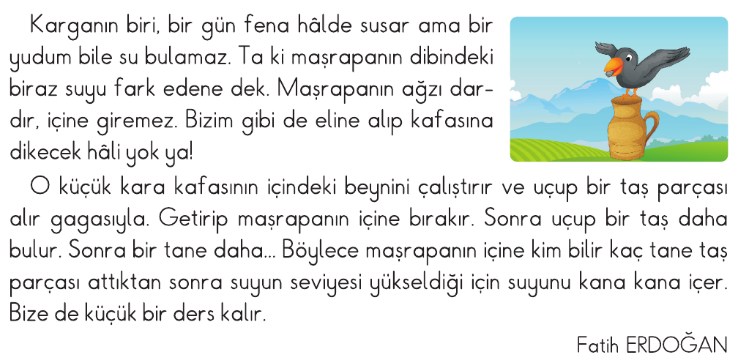 Karganın biri, bir gün fena hâlde susar ama bir
yudum bile su bulamaz. Ta ki maşrapanın dibindeki
biraz suyu fark edene dek. Maşrapanın ağzı dar-
dır, içine giremez. Bizim gibi de eline alıp kafasına
dikecek hâli yok ya!
O küçük kara kafasının içindeki beynini çalıştırır ve uçup bir taş parçası
alır gagasıyla. Getirip maşrapanın içine bırakır. Sonra uçup bir taş daha
bulur. Sonra bir tane daha... Böylece maşrapanın içine kim bilir kaç tane taş
parçası attıktan sonra suyun seviyesi yükseldiği için suyunu kana kana içer.
Bize de küçük bir ders kalır.
Fatih ERDOĞAN